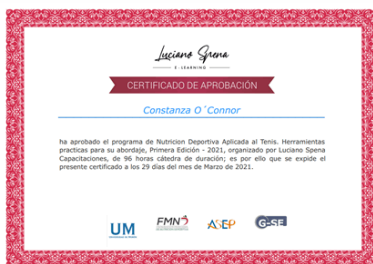 Luciano Spena
E-LEARNING
CERTIFICADO DE APROBACIÓN
Constanza O´Connor
ha aprobado el programa de Nutricion Deportiva Aplicada al Tenis. Herramientas
practicas para su abordaje, Primera Edición - 2021, organizado por Luciano Spena
Capacitaciones, de 96 horas cátedra de duración; es por ello que se expide el
presente certificado a los 29 días del mes de Marzo de 2021.
UM
FMN
ASEP
G-SE